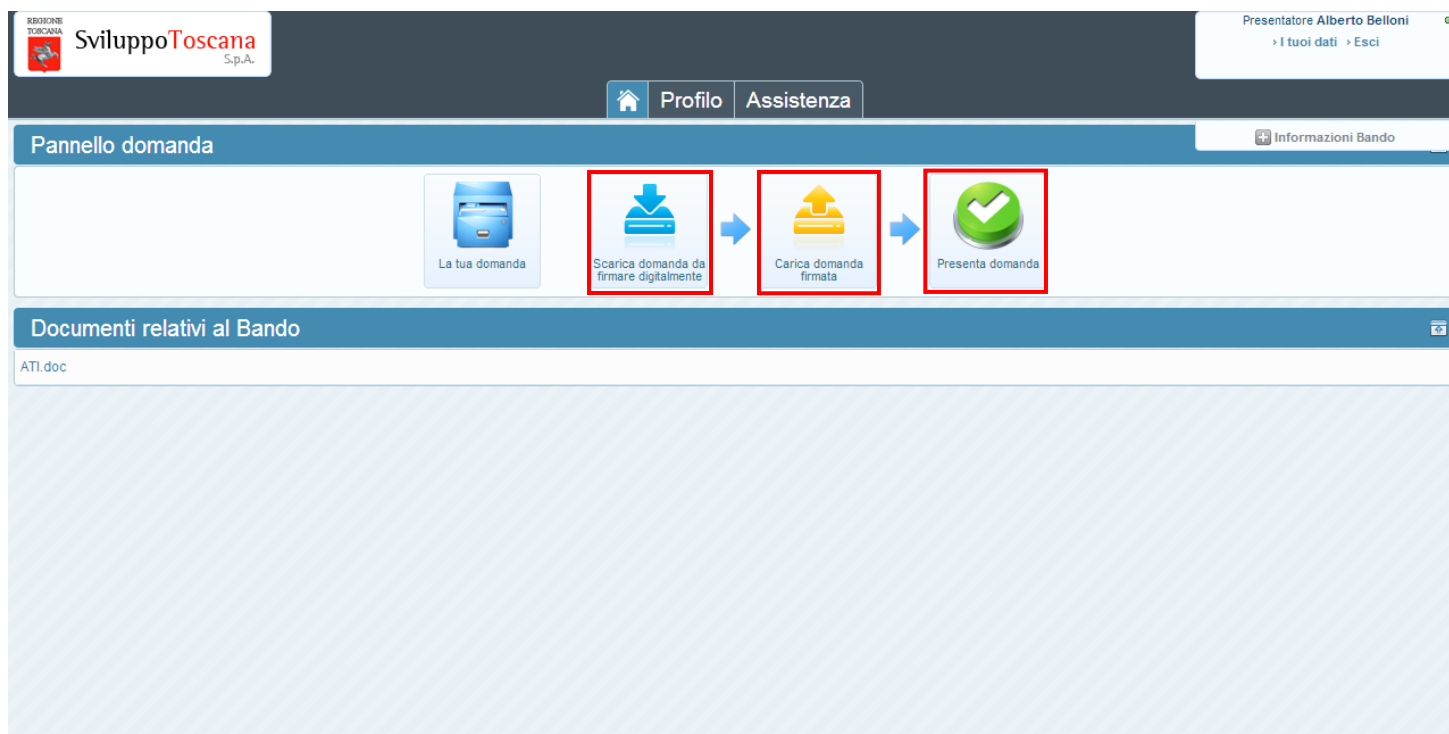 REGIONE
TOSCANA
SviluppoToscana
S.p.A.
Presentatore Alberto Belloni
› I tuoi dati › Esci
Profilo
Assistenza
Pannello domanda
Informazioni Bando
La tua domanda
Scarica domanda da
firmare digitalmente
Carica domanda
firmata
Presenta domanda
Documenti relativi al Bando
ATI.doc